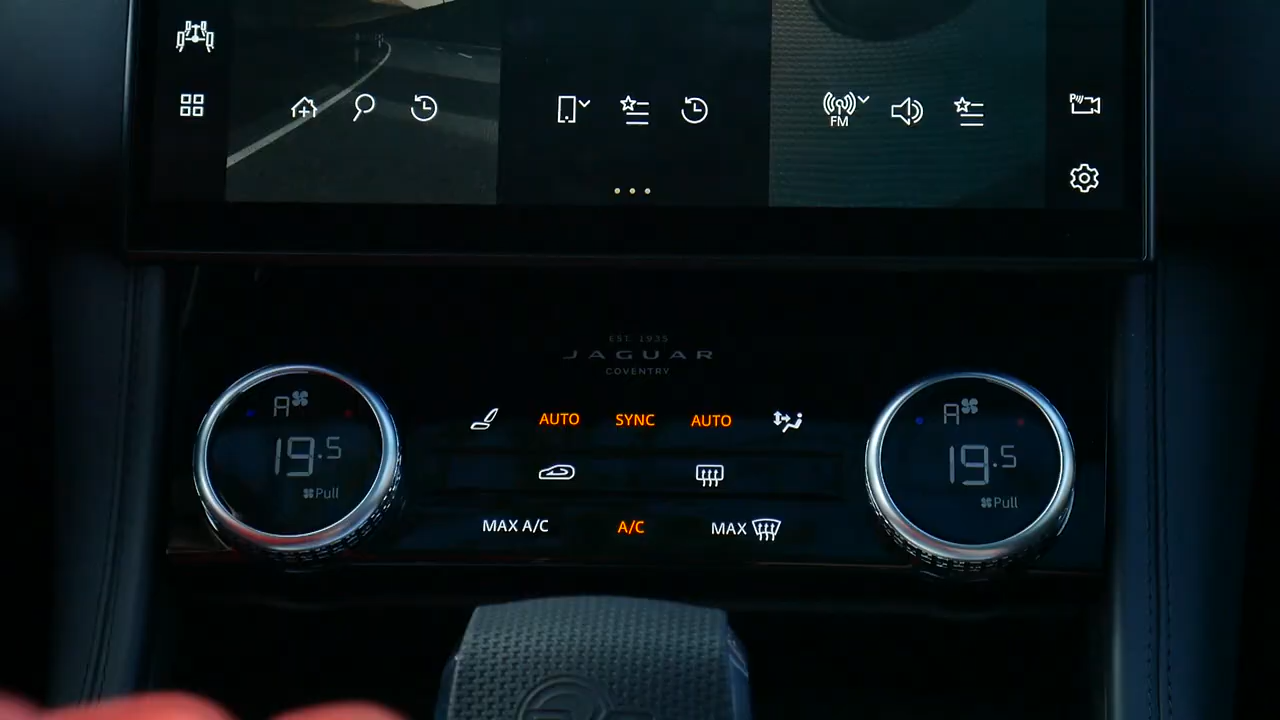 FM
P
EST. 1935
JAGUAR
COVENTRY
A
19.5
Pull
AUTO SYNC AUTO
MAX A/C A/C MAX
A
19.5
Pull